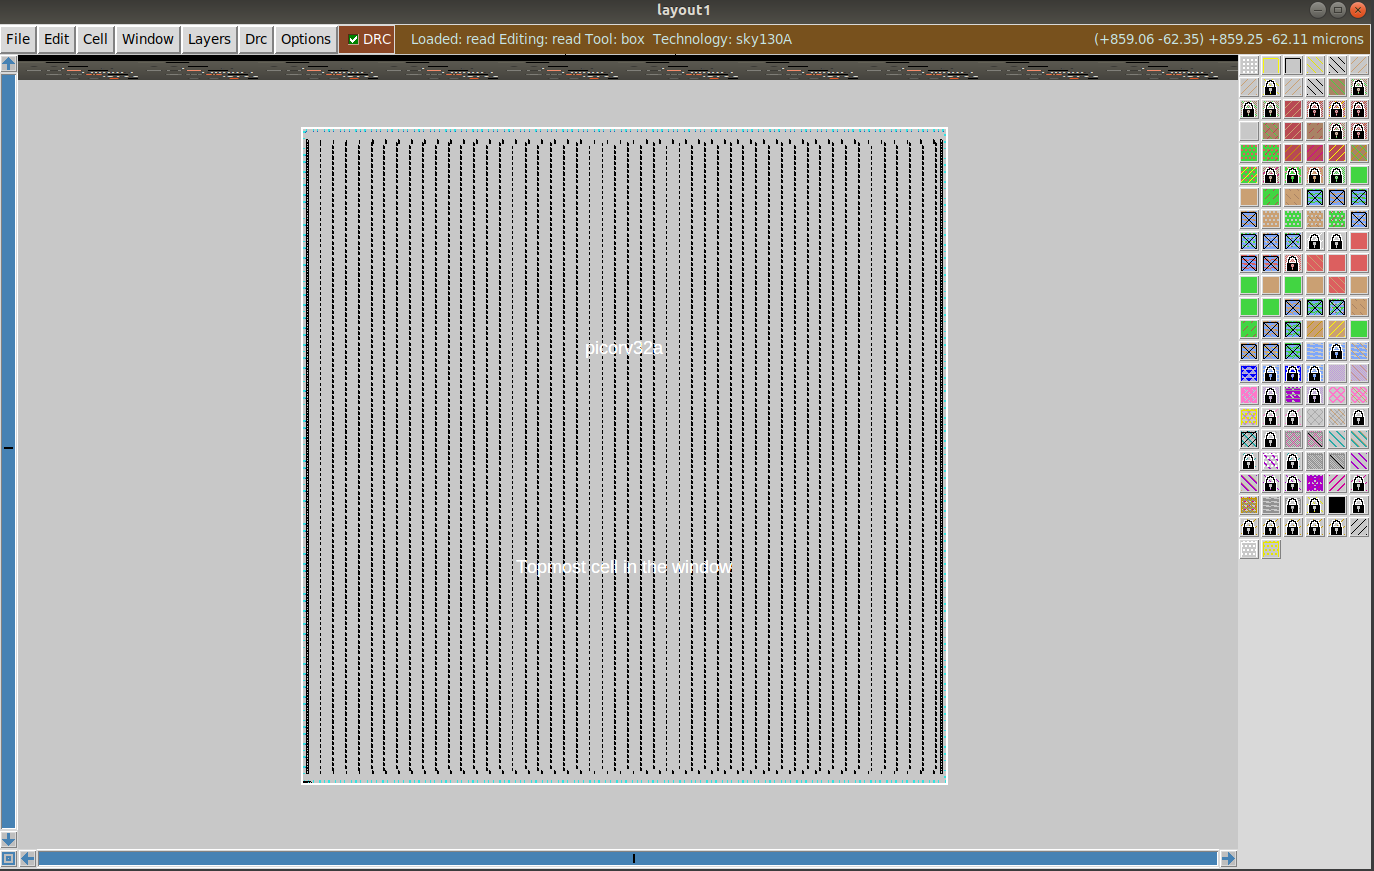 layout1
File Edit Cell Window Layers Drc Options DRC Loaded: read Editing: read Tool: box Technology: sky130A (+859.06 -62.35) +859.25 -62.11 microns
picorv32a
Topmost cell in the window